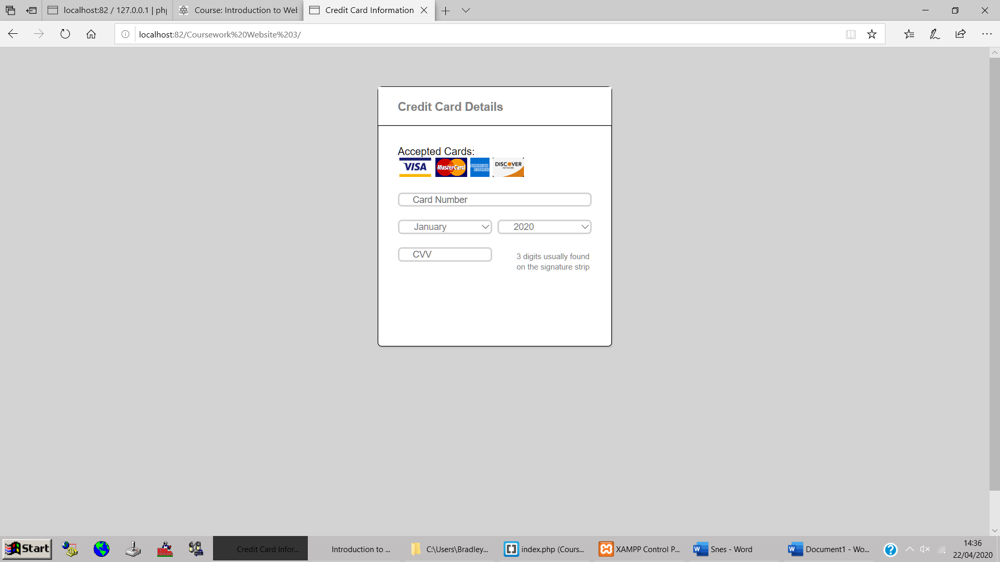 localhost:82 / 127.0.0.1 | ph
Course: Introduction to Web
Credit Card Information
localhost:82/Coursework%20Website%203/
Credit Card Details
Accepted Cards:
VISA
MasterCard
AMERICAN
EXPRESS
DISCOVER
NETWORK
Card Number
January
2020
CVV
3 digits usually found
on the signature strip
Start
Credit Card Infor...
Introduction to ...
C:\Users\Bradley...
index.php (Cours...
XAMPP Control P...
Snes - Word
Document1 - Wo...
14:36
22/04/2020